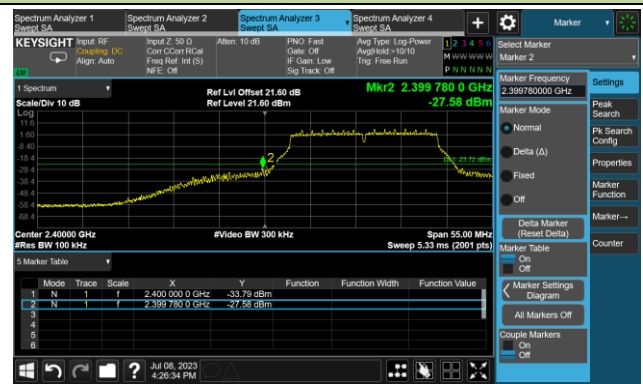 Spectrum Analyzer 1
Swept SA
Spectrum Analyzer 2
Swept SA
Spectrum Analyzer 3
Swept SA
Spectrum Analyzer 4
Swept SA
Marker
KEYSIGHT
Input: RF
Coupling: DC
Align: Auto
Input Z: 50 Ω
Corr CCorr RCal
Freq Ref: Int (S)
NFE: Off
Atten: 10 dB
PNO: Fast
Gate: Off
IF Gain: Low
Sig Track: Off
Avg Type: Log-Power
Avg|Hold:>10/10
Trig: Free Run
1 2 3 4 5 6
M W W W W W
P N N N N N
Select Marker
Marker 2
1 Spectrum
Scale/Div 10 dB
Log
Ref Lvl Offset 21.60 dB
Ref Level 21.60 dBm
Mkr2 2.399 780 0 GHz
-27.58 dBm
11.6
1.60
-8.40
-18.4
-28.4
-38.4
-48.4
-58.4
-68.4
2
DL1 -23.72 dBm
Center 2.40000 GHz
#Res BW 100 kHz
#Video BW 300 kHz
Span 55.00 MHz
Sweep 5.33 ms (2001 pts)
5 Marker Table
Mode Trace Scale X Y Function Function Width Function Value
1 N 1 f 2.400 000 0 GHz -33.79 dBm
2 N 1 f 2.399 780 0 GHz -27.58 dBm
3
4
5
6
Marker Frequency
2.399780000 GHz
Marker Mode
Normal
Delta (Δ)
Fixed
Off
Delta Marker
(Reset Delta)
Marker Table
On
Off
Marker Settings
Diagram
All Markers Off
Couple Markers
On
Off
Settings
Peak
Search
Pk Search
Config
Properties
Marker
Function
Marker→
Counter
?
Jul 08, 2023
4:26:34 PM